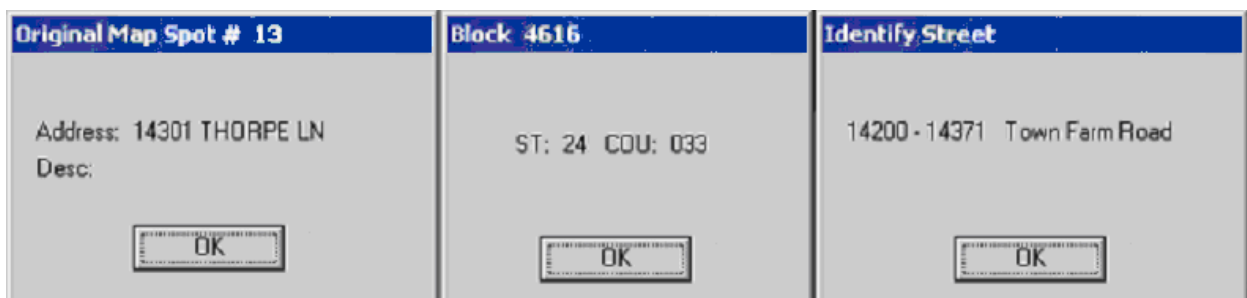 Original Map Spot # 13
Address: 14301 THORPE LN
Desc:
OK
Block 4616
ST: 24 COU: 033
OK
Identify Street
14200 - 14371 Town Farm Road
OK